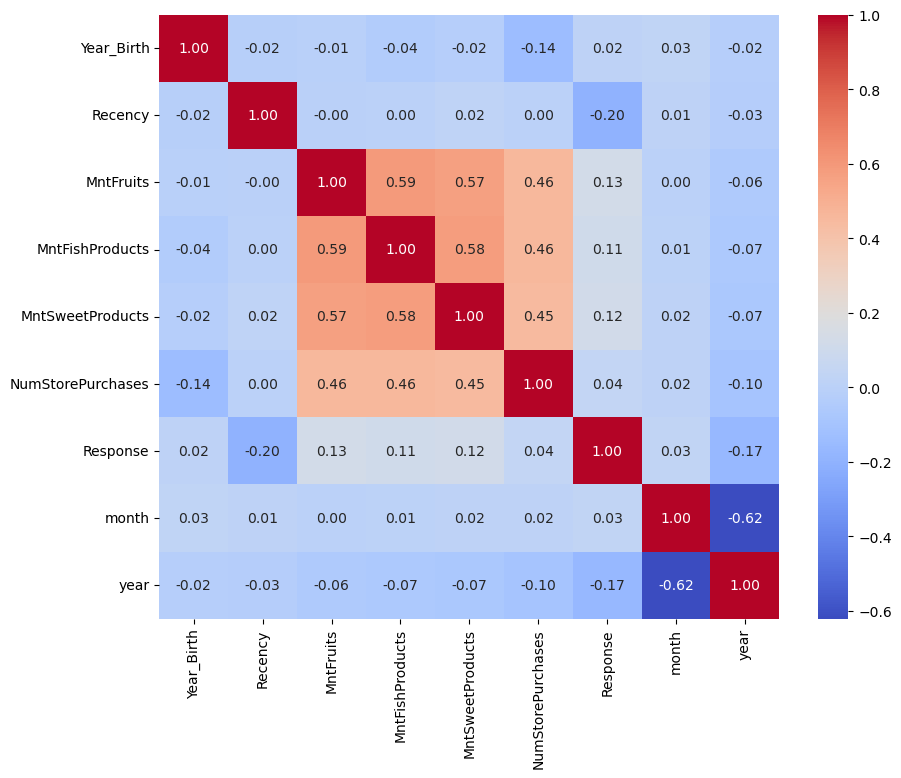 Year_Birth 1.00 -0.02 -0.01 -0.04 -0.02 -0.14 0.02 0.03 -0.02
Recency -0.02 1.00 -0.00 0.00 0.02 0.00 -0.20 0.01 -0.03
MntFruits -0.01 -0.00 1.00 0.59 0.57 0.46 0.13 0.00 -0.06
MntFishProducts -0.04 0.00 0.59 1.00 0.58 0.46 0.11 0.01 -0.07
MntSweetProducts -0.02 0.02 0.57 0.58 1.00 0.45 0.12 0.02 -0.07
NumStorePurchases -0.14 0.00 0.46 0.46 0.45 1.00 0.04 0.02 -0.10
Response 0.02 -0.20 0.13 0.11 0.12 0.04 1.00 0.03 -0.17
month 0.03 0.01 0.00 0.01 0.02 0.02 0.03 1.00 -0.62
year -0.02 -0.03 -0.06 -0.07 -0.07 -0.10 -0.17 -0.62 1.00
Year_Birth
Recency
MntFruits
MntFishProducts
MntSweetProducts
NumStorePurchases
Response
month
year
1.0
0.8
0.6
0.4
0.2
0.0
−0.2
−0.4
−0.6